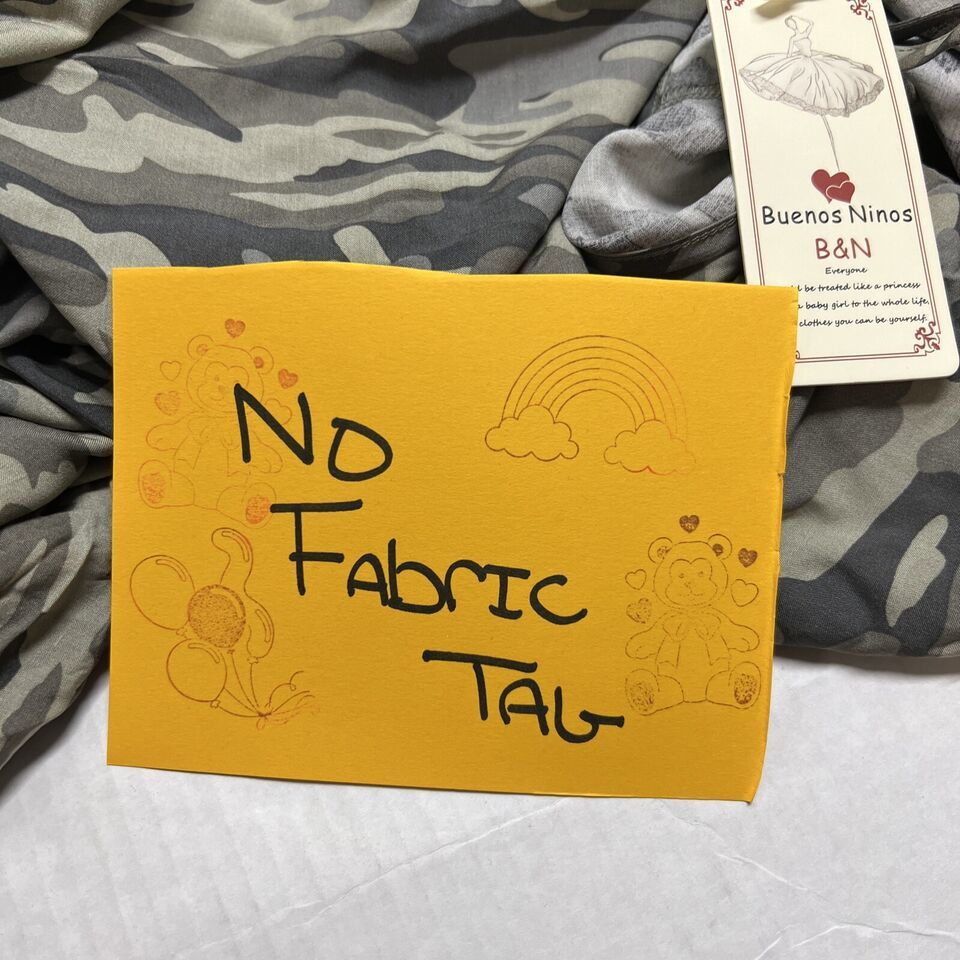 Buenos Ninos
B&N
Everyone
be treated like a princess
baby girl to the whole life.
clothes you can be yourself.
No
Fabric
Tag